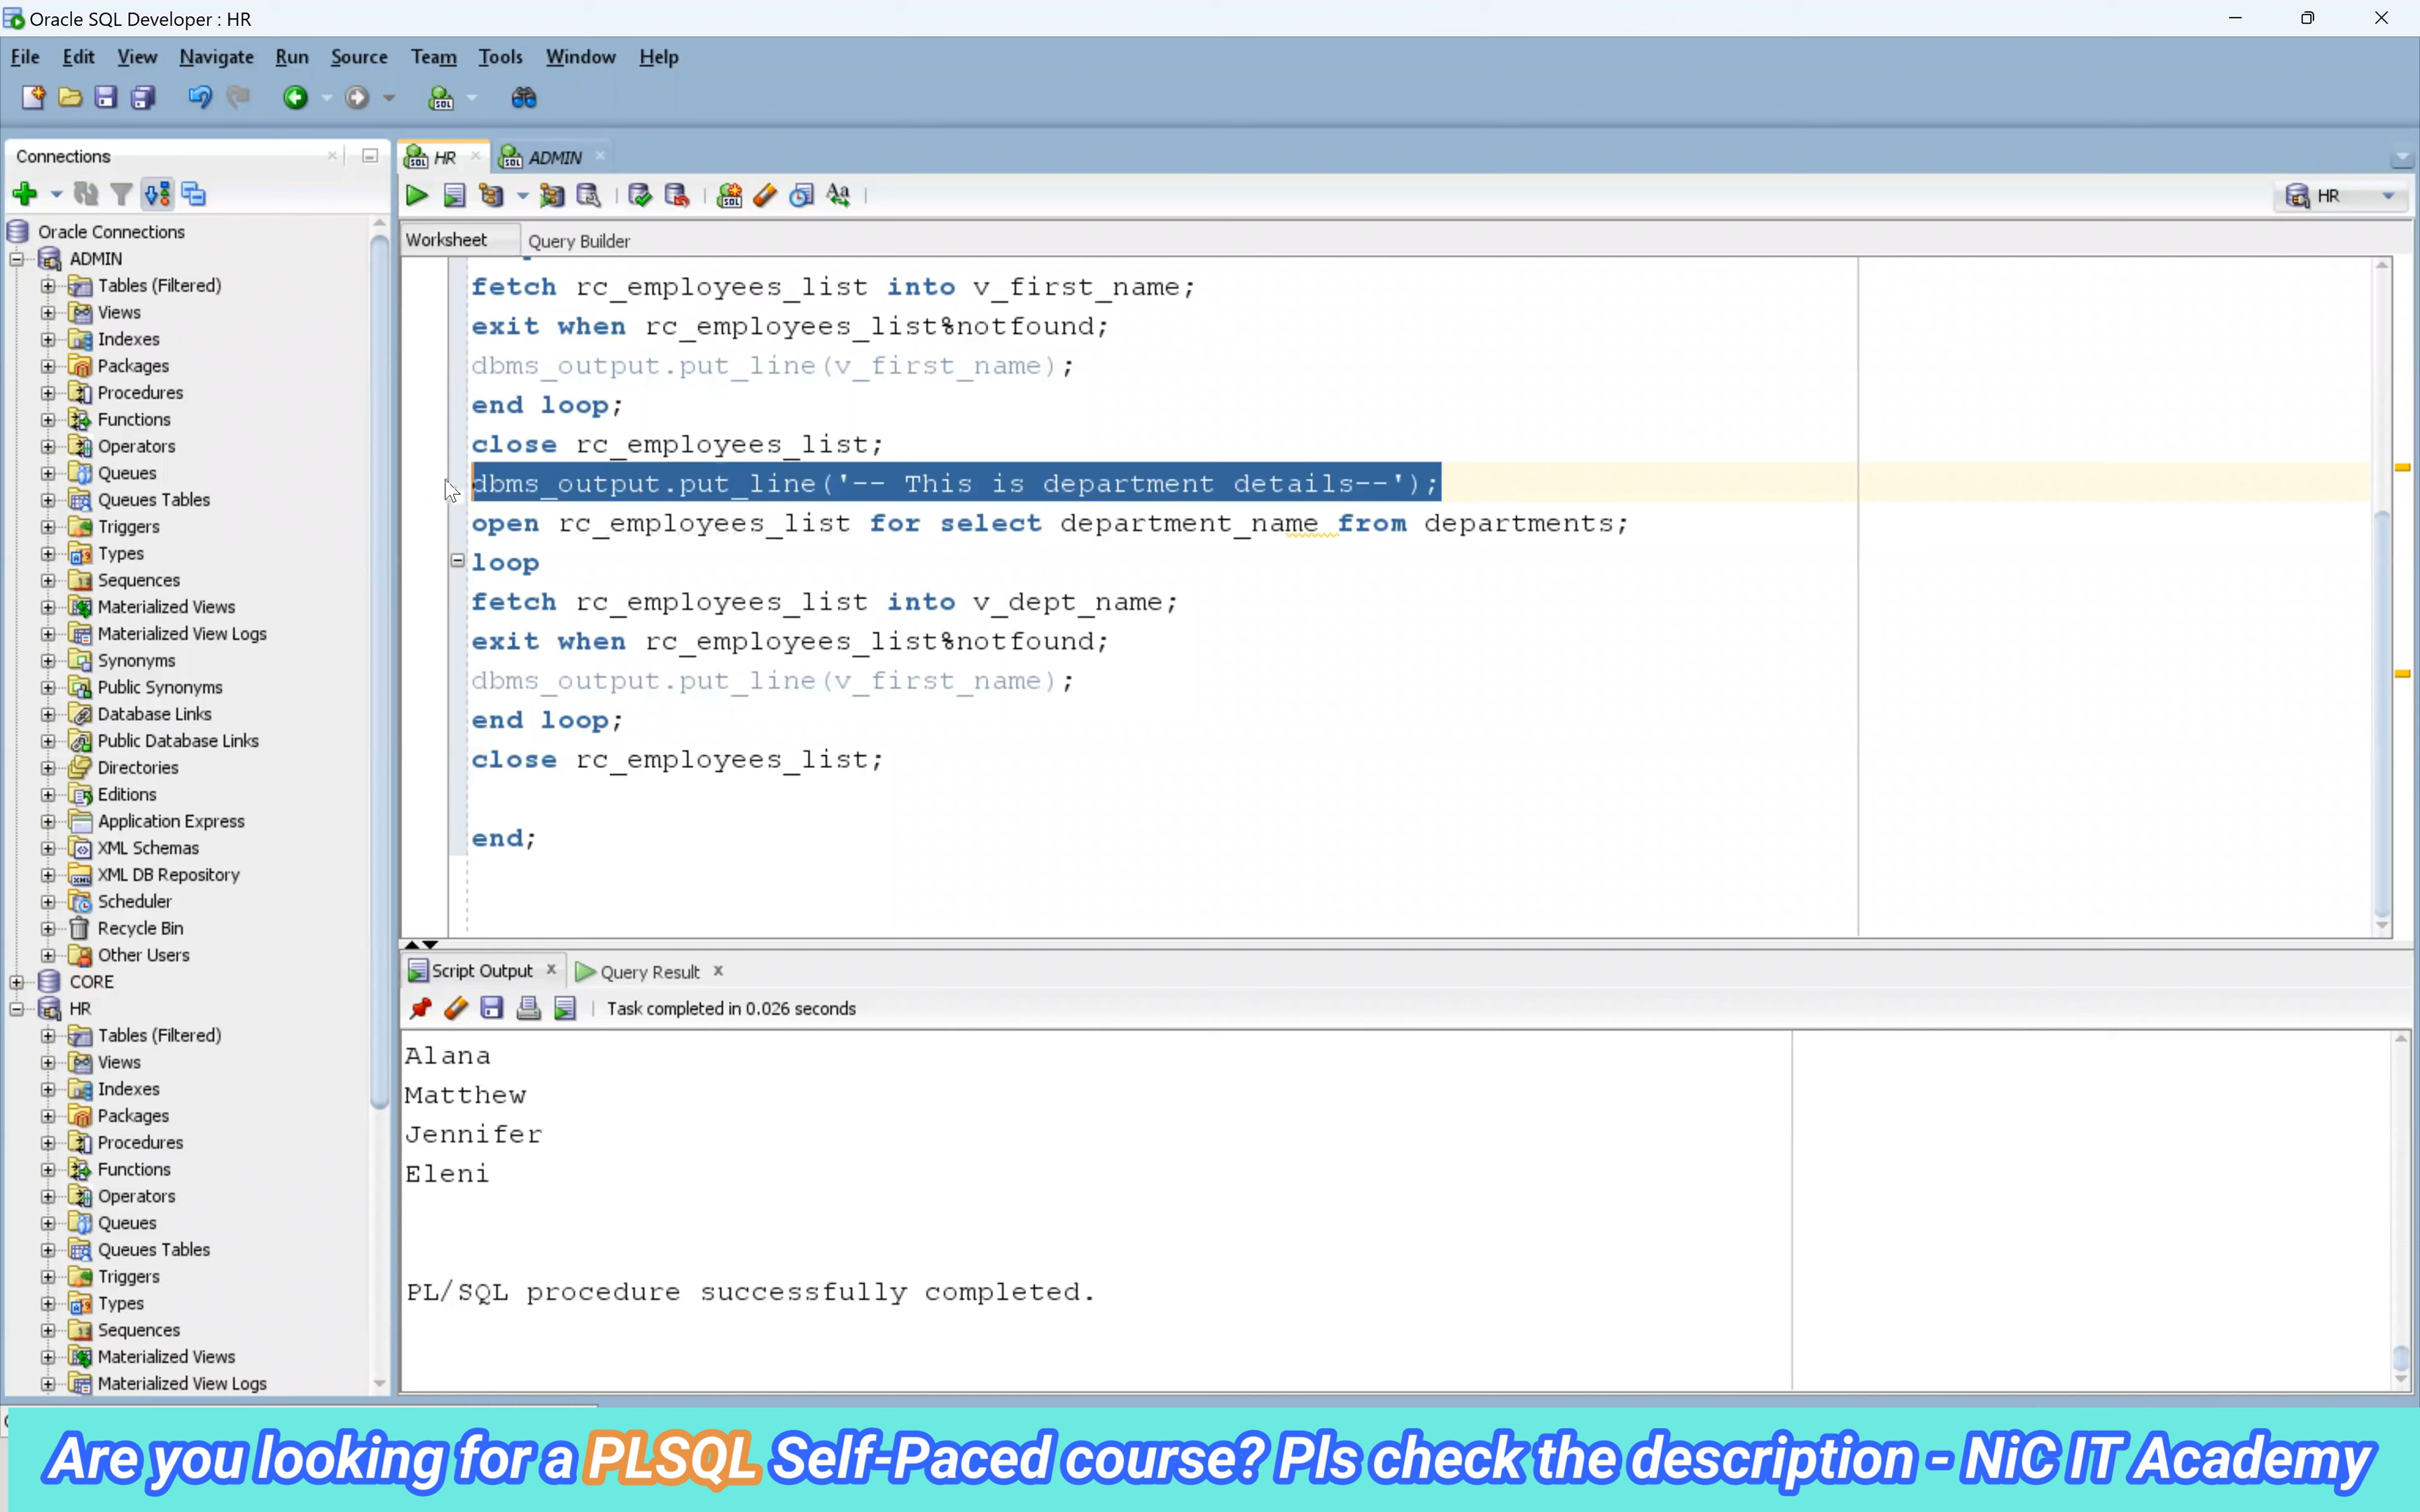 Oracle SQL Developer : HR
File Edit View Navigate Run Source Team Tools Window Help
Connections
HR
ADMIN
HR
Worksheet
Query Builder
Oracle Connections
ADMIN
Tables (Filtered)
Views
Indexes
Packages
Procedures
Functions
Operators
Queues
Queues Tables
Triggers
Types
Sequences
Materialized Views
Materialized View Logs
Synonyms
Public Synonyms
Database Links
Public Database Links
Directories
Editions
Application Express
XML Schemas
XML DB Repository
Scheduler
Recycle Bin
Other Users
CORE
HR
Tables (Filtered)
Views
Indexes
Packages
Procedures
Functions
Operators
Queues
Queues Tables
Triggers
Types
Sequences
Materialized Views
Materialized View Logs
fetch rc_employees_list into v_first_name;
exit when rc_employees_list%notfound;
dbms_output.put_line(v_first_name);
end loop;
close rc_employees_list;
dbms_output.put_line('-- This is department details--');
open rc_employees_list for select department_name from departments;
loop
fetch rc_employees_list into v_dept_name;
exit when rc_employees_list%notfound;
dbms_output.put_line(v_first_name);
end loop;
close rc_employees_list;
end;
Script Output
Query Result
Task completed in 0.026 seconds
Alana
Matthew
Jennifer
Eleni
PL/SQL procedure successfully completed.
Are you looking for a PLSQL Self-Paced course? Pls check the description - NiC IT Academy